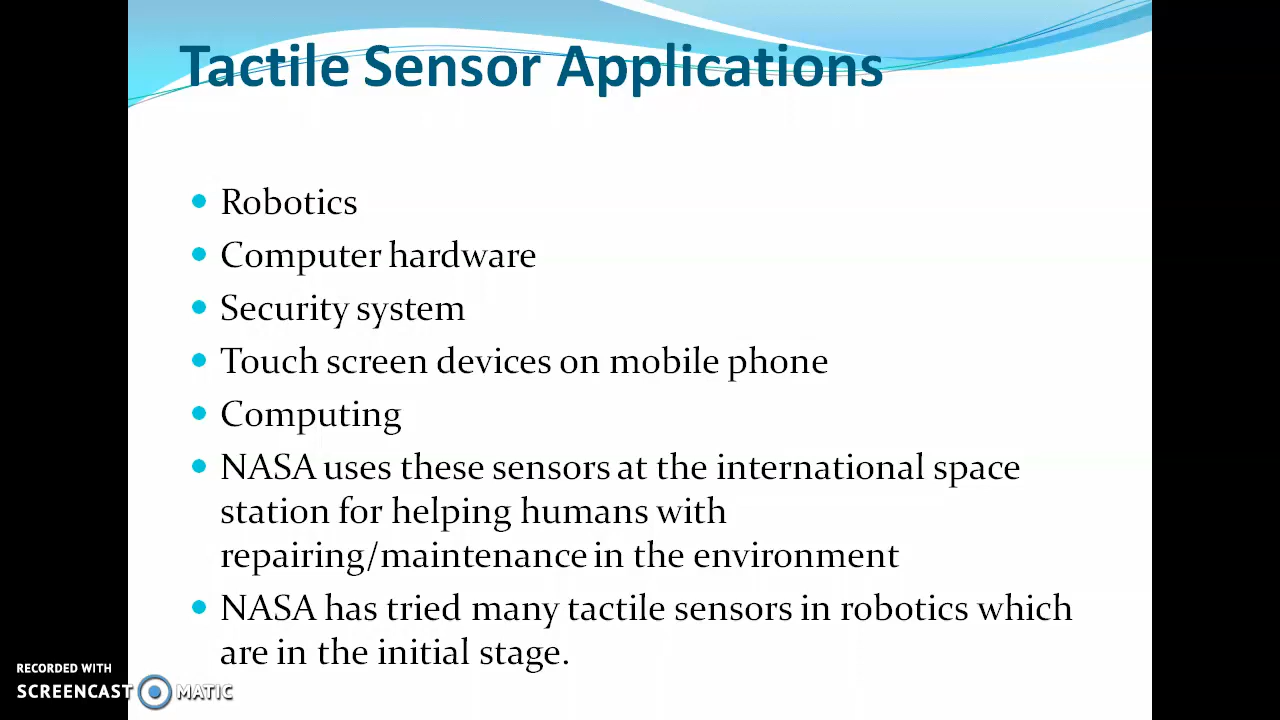 Tactile Sensor Applications
Robotics
Computer hardware
Security system
Touch screen devices on mobile phone
Computing
NASA uses these sensors at the international space
station for helping humans with
repairing/maintenance in the environment
NASA has tried many tactile sensors in robotics which
are in the initial stage.
RECORDED WITH
SCREENCAST MATIC